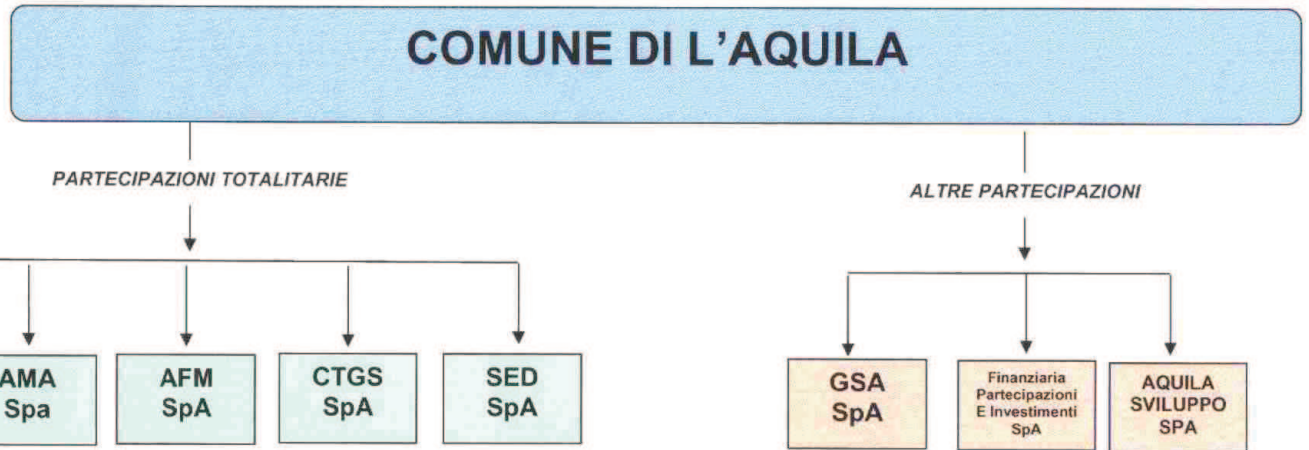 COMUNE DI L'AQUILA
PARTECIPAZIONI TOTALITARIE
ALTRE PARTECIPAZIONI
AMA
Spa
AFM
SpA
CTGS
SpA
SED
SpA
GSA
SpA
Finanziaria
Partecipazioni
E Investimenti
SpA
AQUILA
SVILUPPO
SPA